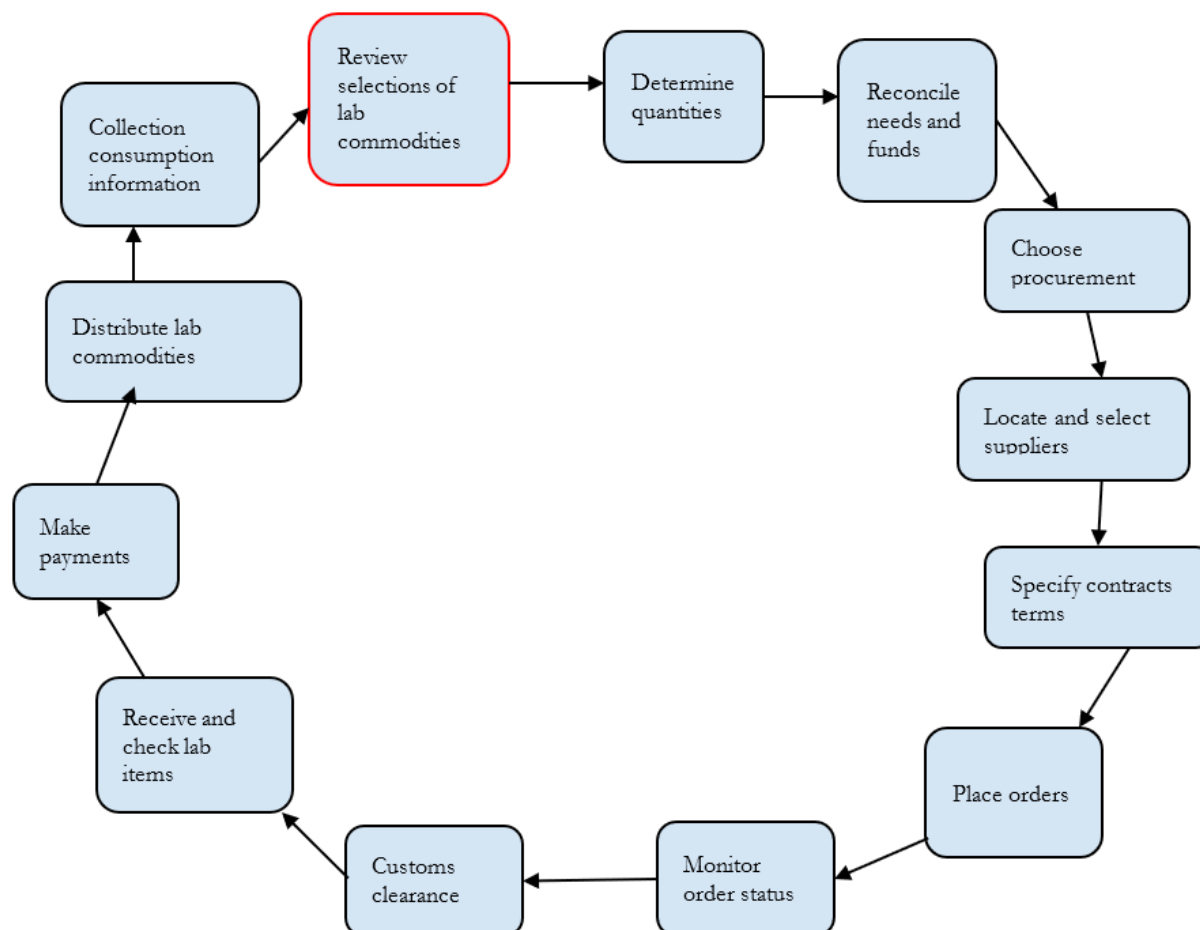 Review
selections of
lab
commodities
Determine
quantities
Reconcile
needs and
funds
Choose
procurement
Locate and select
suppliers
Specify contracts
terms
Place orders
Monitor
order status
Customs
clearance
Receive and
check lab
items
Make
payments
Distribute lab
commodities
Collection
consumption
information